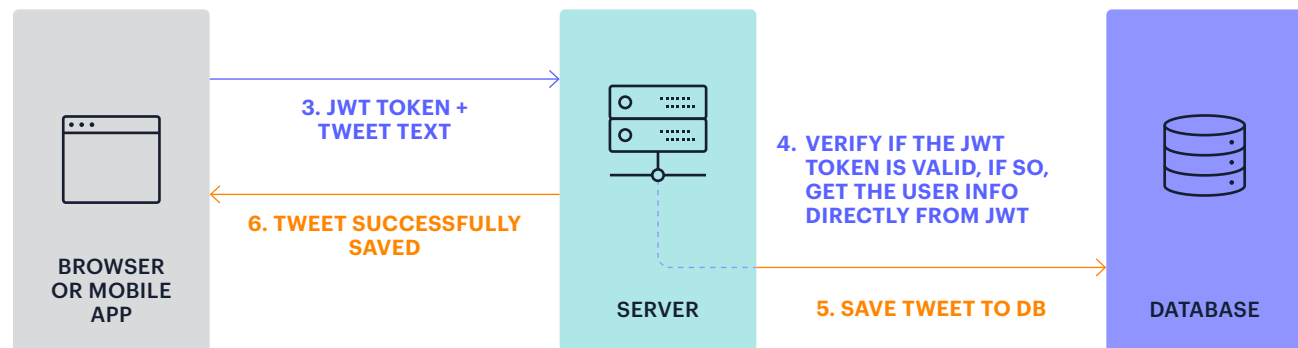 3. JWT TOKEN +
TWEET TEXT
4. VERIFY IF THE JWT
TOKEN IS VALID, IF SO,
GET THE USER INFO
DIRECTLY FROM JWT
6. TWEET SUCCESSFULLY
SAVED
5. SAVE TWEET TO DB
BROWSER
OR MOBILE
APP
SERVER
DATABASE